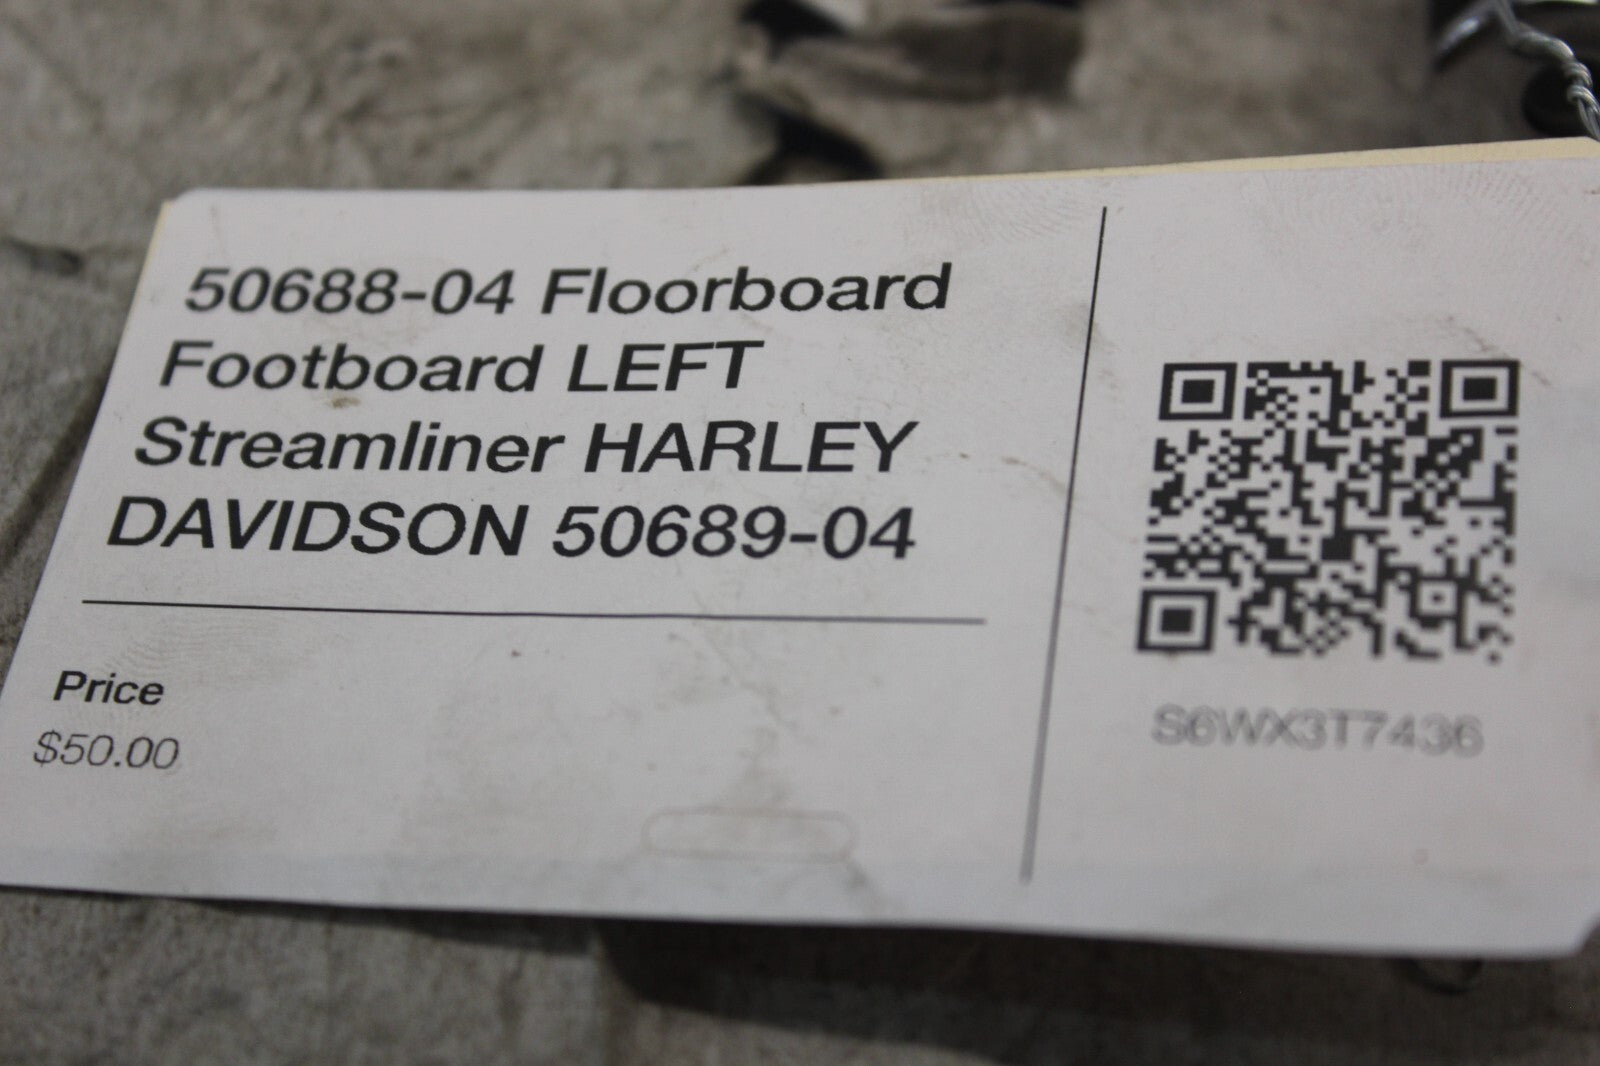 50688-04 Floorboard
Footboard LEFT
Streamliner HARLEY
DAVIDSON 50689-04
Price
$50.00
S6WX3T7436